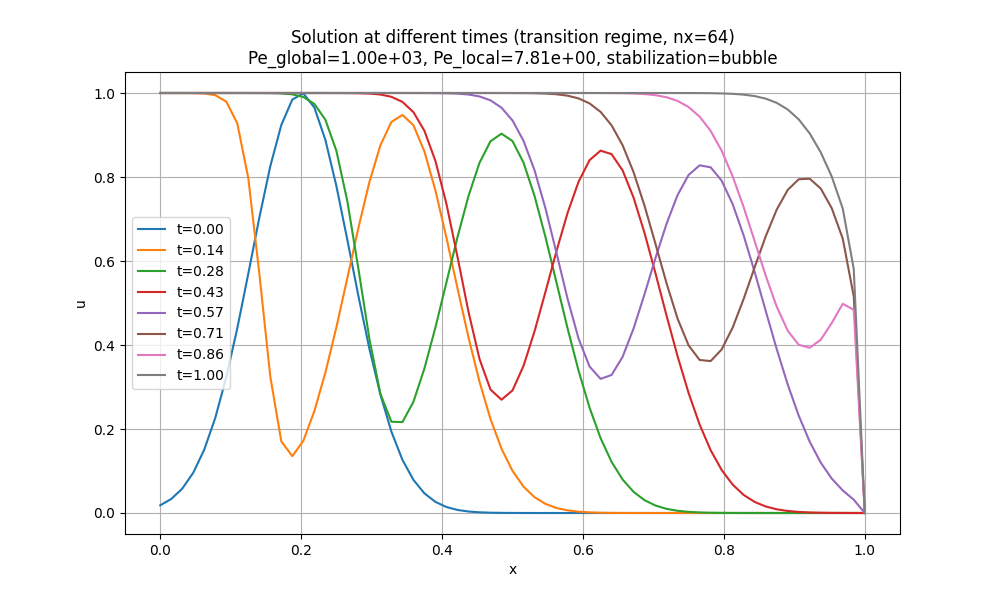 Solution at different times (transition regime, nx=64)
Pe_global=1.00e+03, Pe_local=7.81e+00, stabilization=bubble
1.0
0.8
0.6
0.4
0.2
0.0
u
t=0.00
t=0.14
t=0.28
t=0.43
t=0.57
t=0.71
t=0.86
t=1.00
0.0 0.2 0.4 0.6 0.8 1.0
x